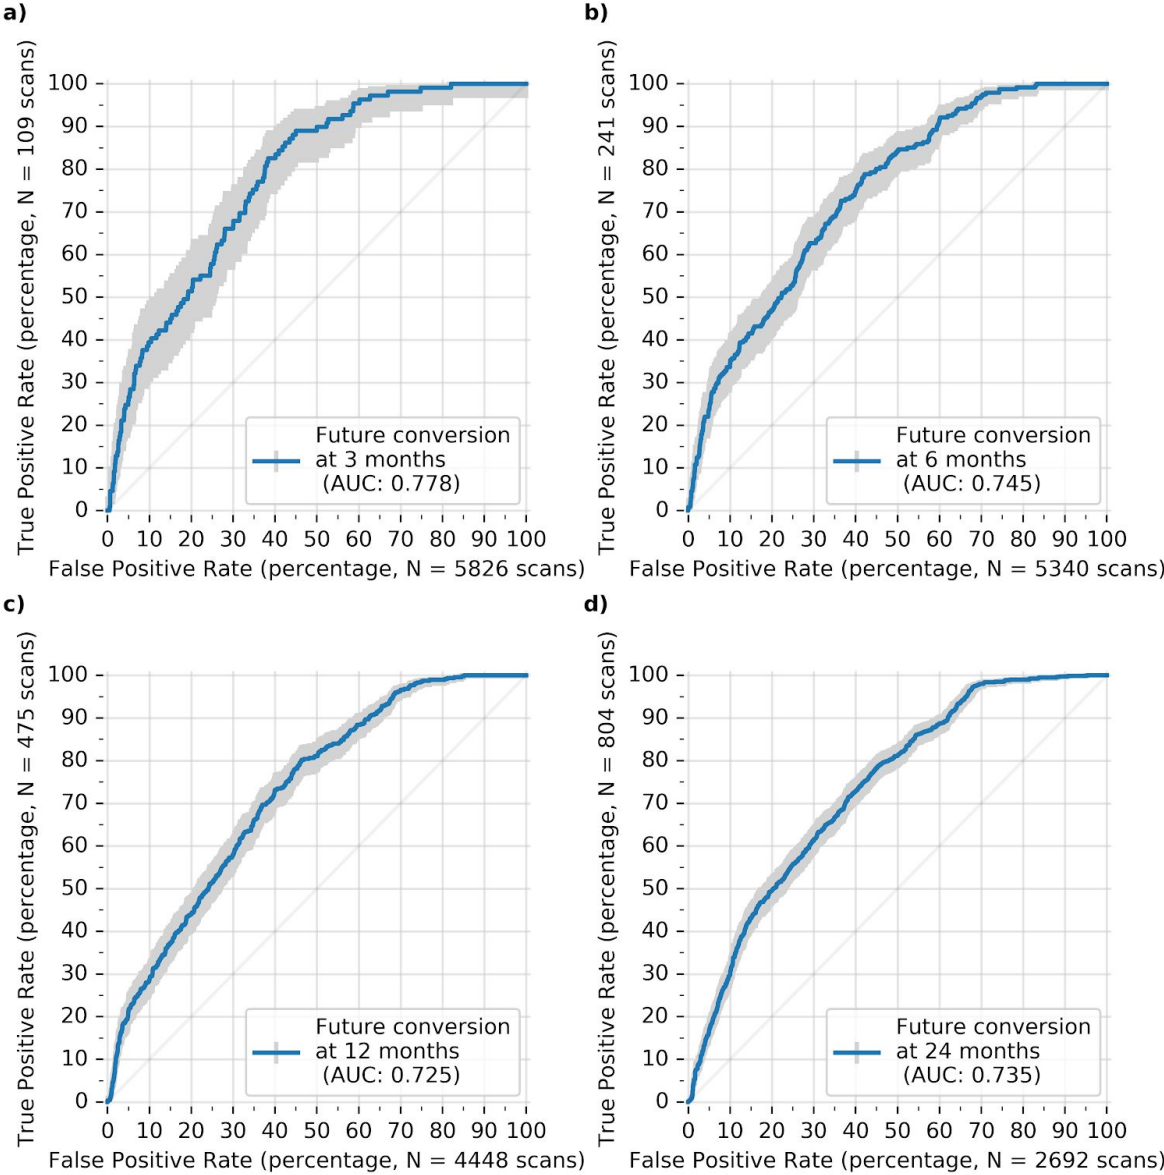 a)
True Positive Rate (percentage, N = 109 scans)
100
90
80
70
60
50
40
30
20
10
0
Future conversion
at 3 months
(AUC: 0.778)
0 10 20 30 40 50 60 70 80 90 100
False Positive Rate (percentage, N = 5826 scans)
b)
True Positive Rate (percentage, N = 241 scans)
100
90
80
70
60
50
40
30
20
10
0
Future conversion
at 6 months
(AUC: 0.745)
0 10 20 30 40 50 60 70 80 90 100
False Positive Rate (percentage, N = 5340 scans)
c)
True Positive Rate (percentage, N = 475 scans)
100
90
80
70
60
50
40
30
20
10
0
Future conversion
at 12 months
(AUC: 0.725)
0 10 20 30 40 50 60 70 80 90 100
False Positive Rate (percentage, N = 4448 scans)
d)
True Positive Rate (percentage, N = 804 scans)
100
90
80
70
60
50
40
30
20
10
0
Future conversion
at 24 months
(AUC: 0.735)
0 10 20 30 40 50 60 70 80 90 100
False Positive Rate (percentage, N = 2692 scans)